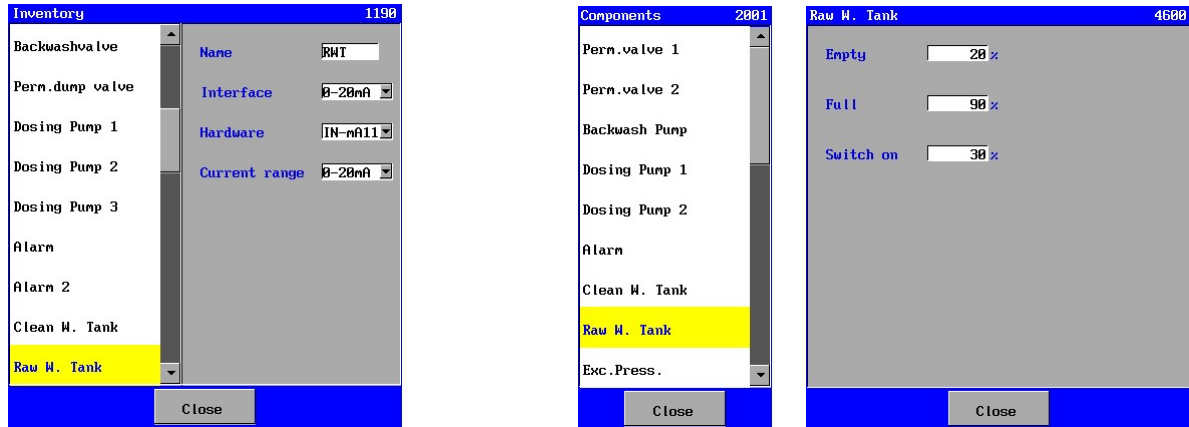 Inventory 1190
Backwashvalve
Perm.dump valve
Dosing Pump 1
Dosing Pump 2
Dosing Pump 3
Alarm
Alarm 2
Clean W. Tank
Raw W. Tank
Name RWT
Interface 0-20mA
Hardware IN-mA11
Current range 0-20mA
Close
Components 2001
Perm.valve 1
Perm.valve 2
Backwash Pump
Dosing Pump 1
Dosing Pump 2
Alarm
Clean W. Tank
Raw W. Tank
Exc.Press.
Close
Raw W. Tank 4600
Empty 20 %
Full 90 %
Switch on 30 %
Close